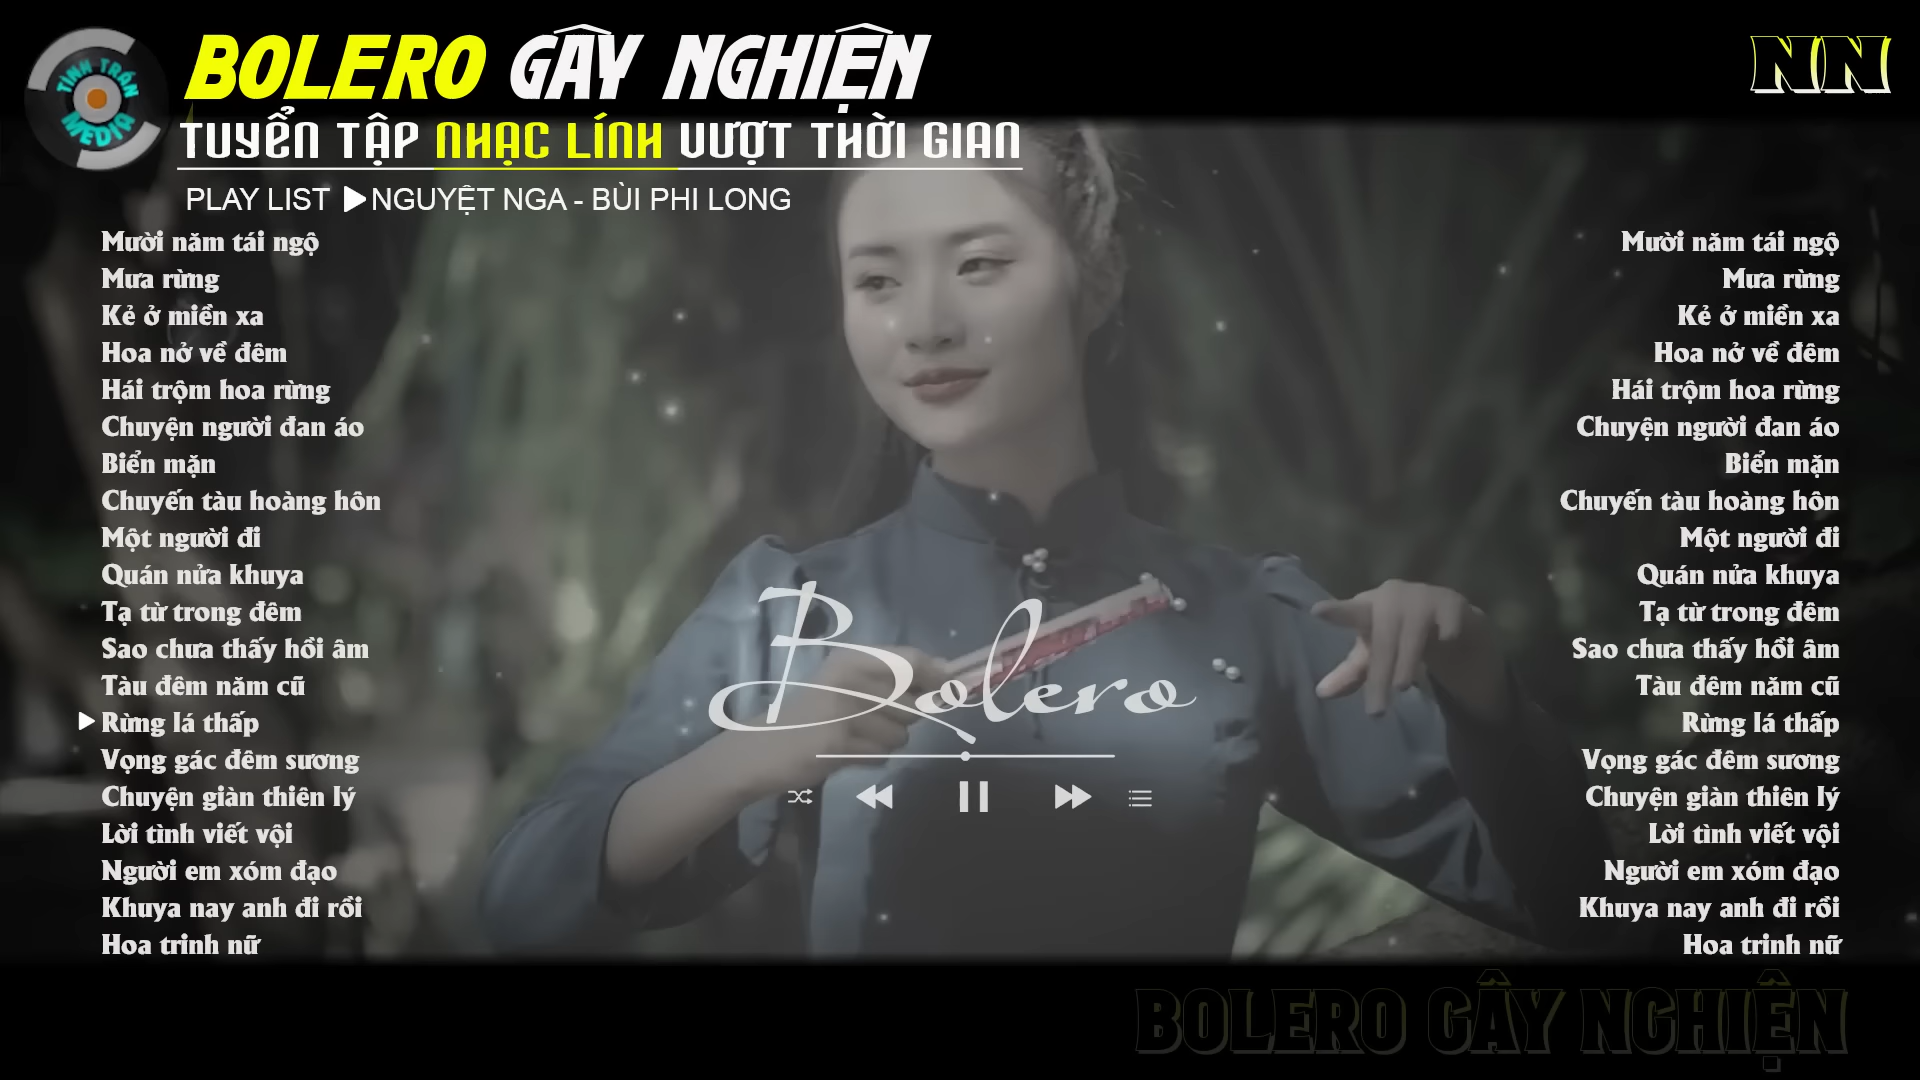 TÌNH TRẦN
MEDIA
BOLERO GÂY NGHIỆN
NN
TUYỂN TẬP NHẠC LÍNH VƯỢT THỜI GIAN
PLAY LIST ▶NGUYỆT NGA - BÙI PHI LONG
Mười năm tái ngộ
Mưa rừng
Kẻ ở miền xa
Hoa nở về đêm
Hái trộm hoa rừng
Chuyện người đan áo
Biển mặn
Chuyến tàu hoàng hôn
Một người đi
Quán nửa khuya
Tạ từ trong đêm
Sao chưa thấy hồi âm
Tàu đêm năm cũ
Rừng lá thấp
Vọng gác đêm sương
Chuyện giàn thiên lý
Lời tình viết vội
Người em xóm đạo
Khuya nay anh đi rồi
Hoa trinh nữ
Bolero
Mười năm tái ngộ
Mưa rừng
Kẻ ở miền xa
Hoa nở về đêm
Hái trộm hoa rừng
Chuyện người đan áo
Biển mặn
Chuyến tàu hoàng hôn
Một người đi
Quán nửa khuya
Tạ từ trong đêm
Sao chưa thấy hồi âm
Tàu đêm năm cũ
Rừng lá thấp
Vọng gác đêm sương
Chuyện giàn thiên lý
Lời tình viết vội
Người em xóm đạo
Khuya nay anh đi rồi
Hoa trinh nữ
BOLERO GÂY NGHIỆN